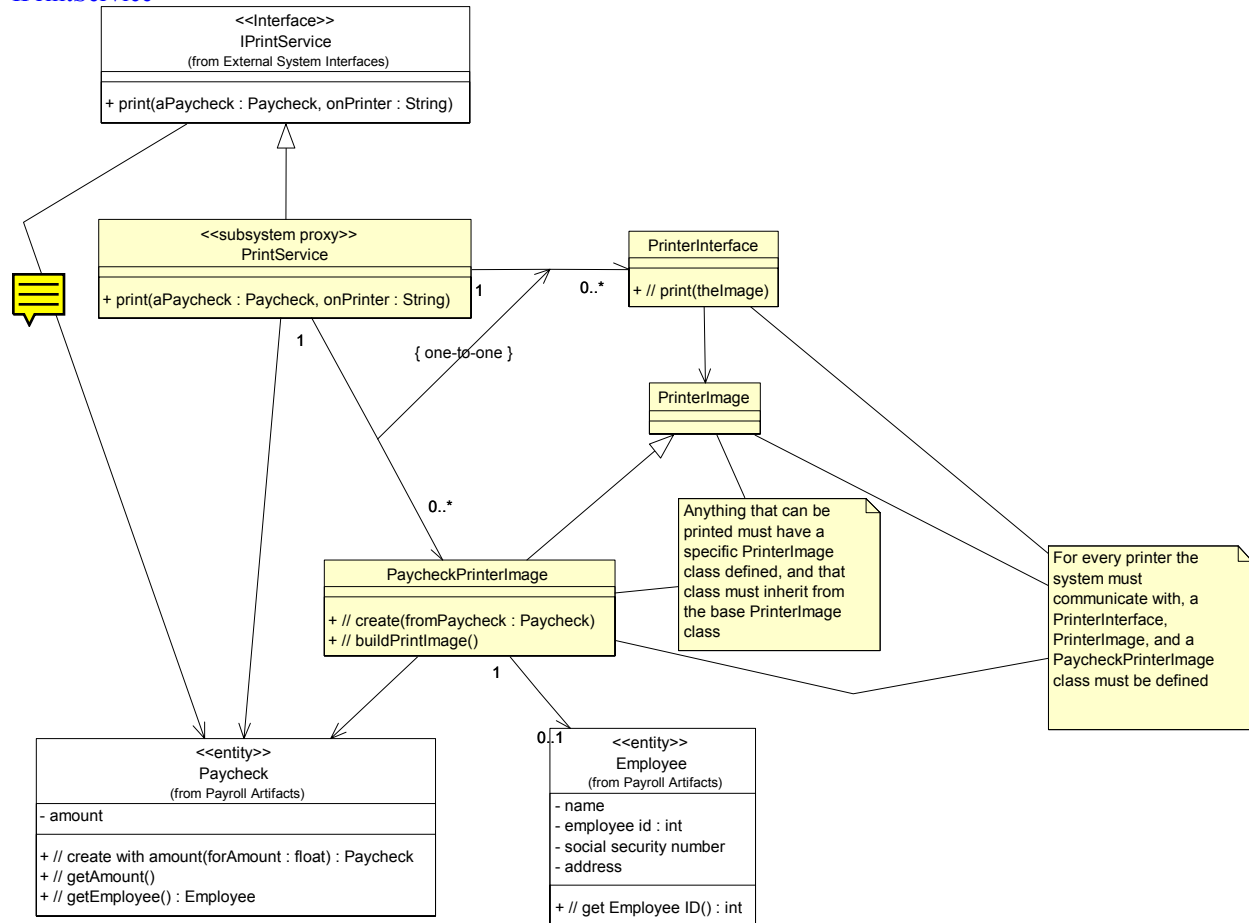 IPrintService
<<Interface>>
IPrintService
(from External System Interfaces)
+ print(aPaycheck : Paycheck, onPrinter : String)
<<subsystem proxy>>
PrintService
+ print(aPaycheck : Paycheck, onPrinter : String)
PrinterInterface
+ // print(theImage)
1
0..*
1
{ one-to-one }
PrinterImage
0..*
Anything that can be
printed must have a
specific PrinterImage
class defined, and that
class must inherit from
the base PrinterImage
class
For every printer the
system must
communicate with, a
PrinterInterface,
PrinterImage, and a
PaycheckPrinterImage
class must be defined
PaycheckPrinterImage
+ // create(fromPaycheck : Paycheck)
+ // buildPrintImage()
1
0..1
<<entity>>
Paycheck
(from Payroll Artifacts)
- amount
+ // create with amount(forAmount : float) : Paycheck
+ // getAmount()
+ // getEmployee() : Employee
<<entity>>
Employee
(from Payroll Artifacts)
- name
- employee id : int
- social security number
- address
+ // get Employee ID() : int